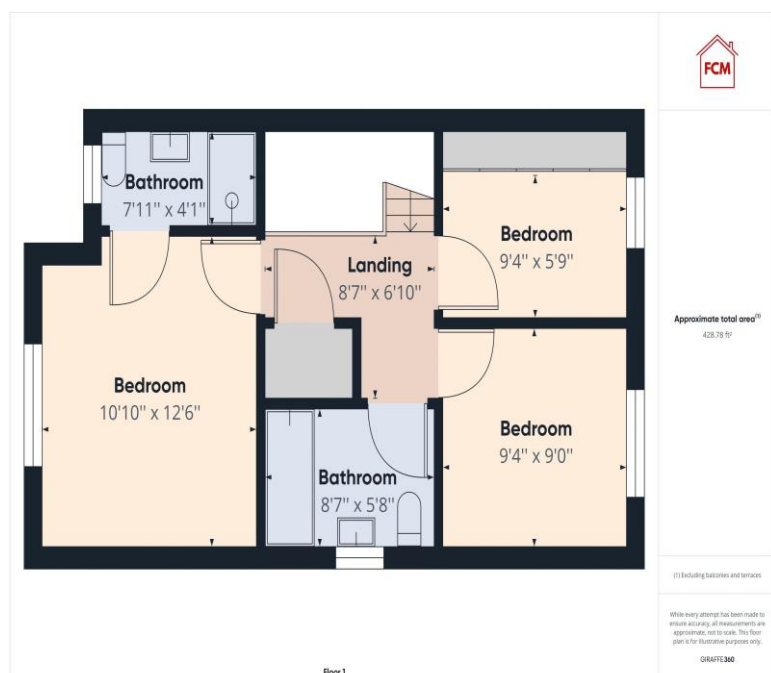 FCM
Bathroom
7'11" x 4'1"
Landing
8'7" x 6'10"
Bedroom
9'4" x 5'9"
Bedroom
10'10" x 12'6"
Bathroom
8'7" x 5'8"
Bedroom
9'4" x 9'0"
Floor 1
Approximate total area(1)
428.78 ft²
(1) Excluding balconies and terraces
While every attempt has been made to
ensure accuracy, all measurements are
approximate, not to scale. This floor
plan is for illustrative purposes only.
GIRAFFE360